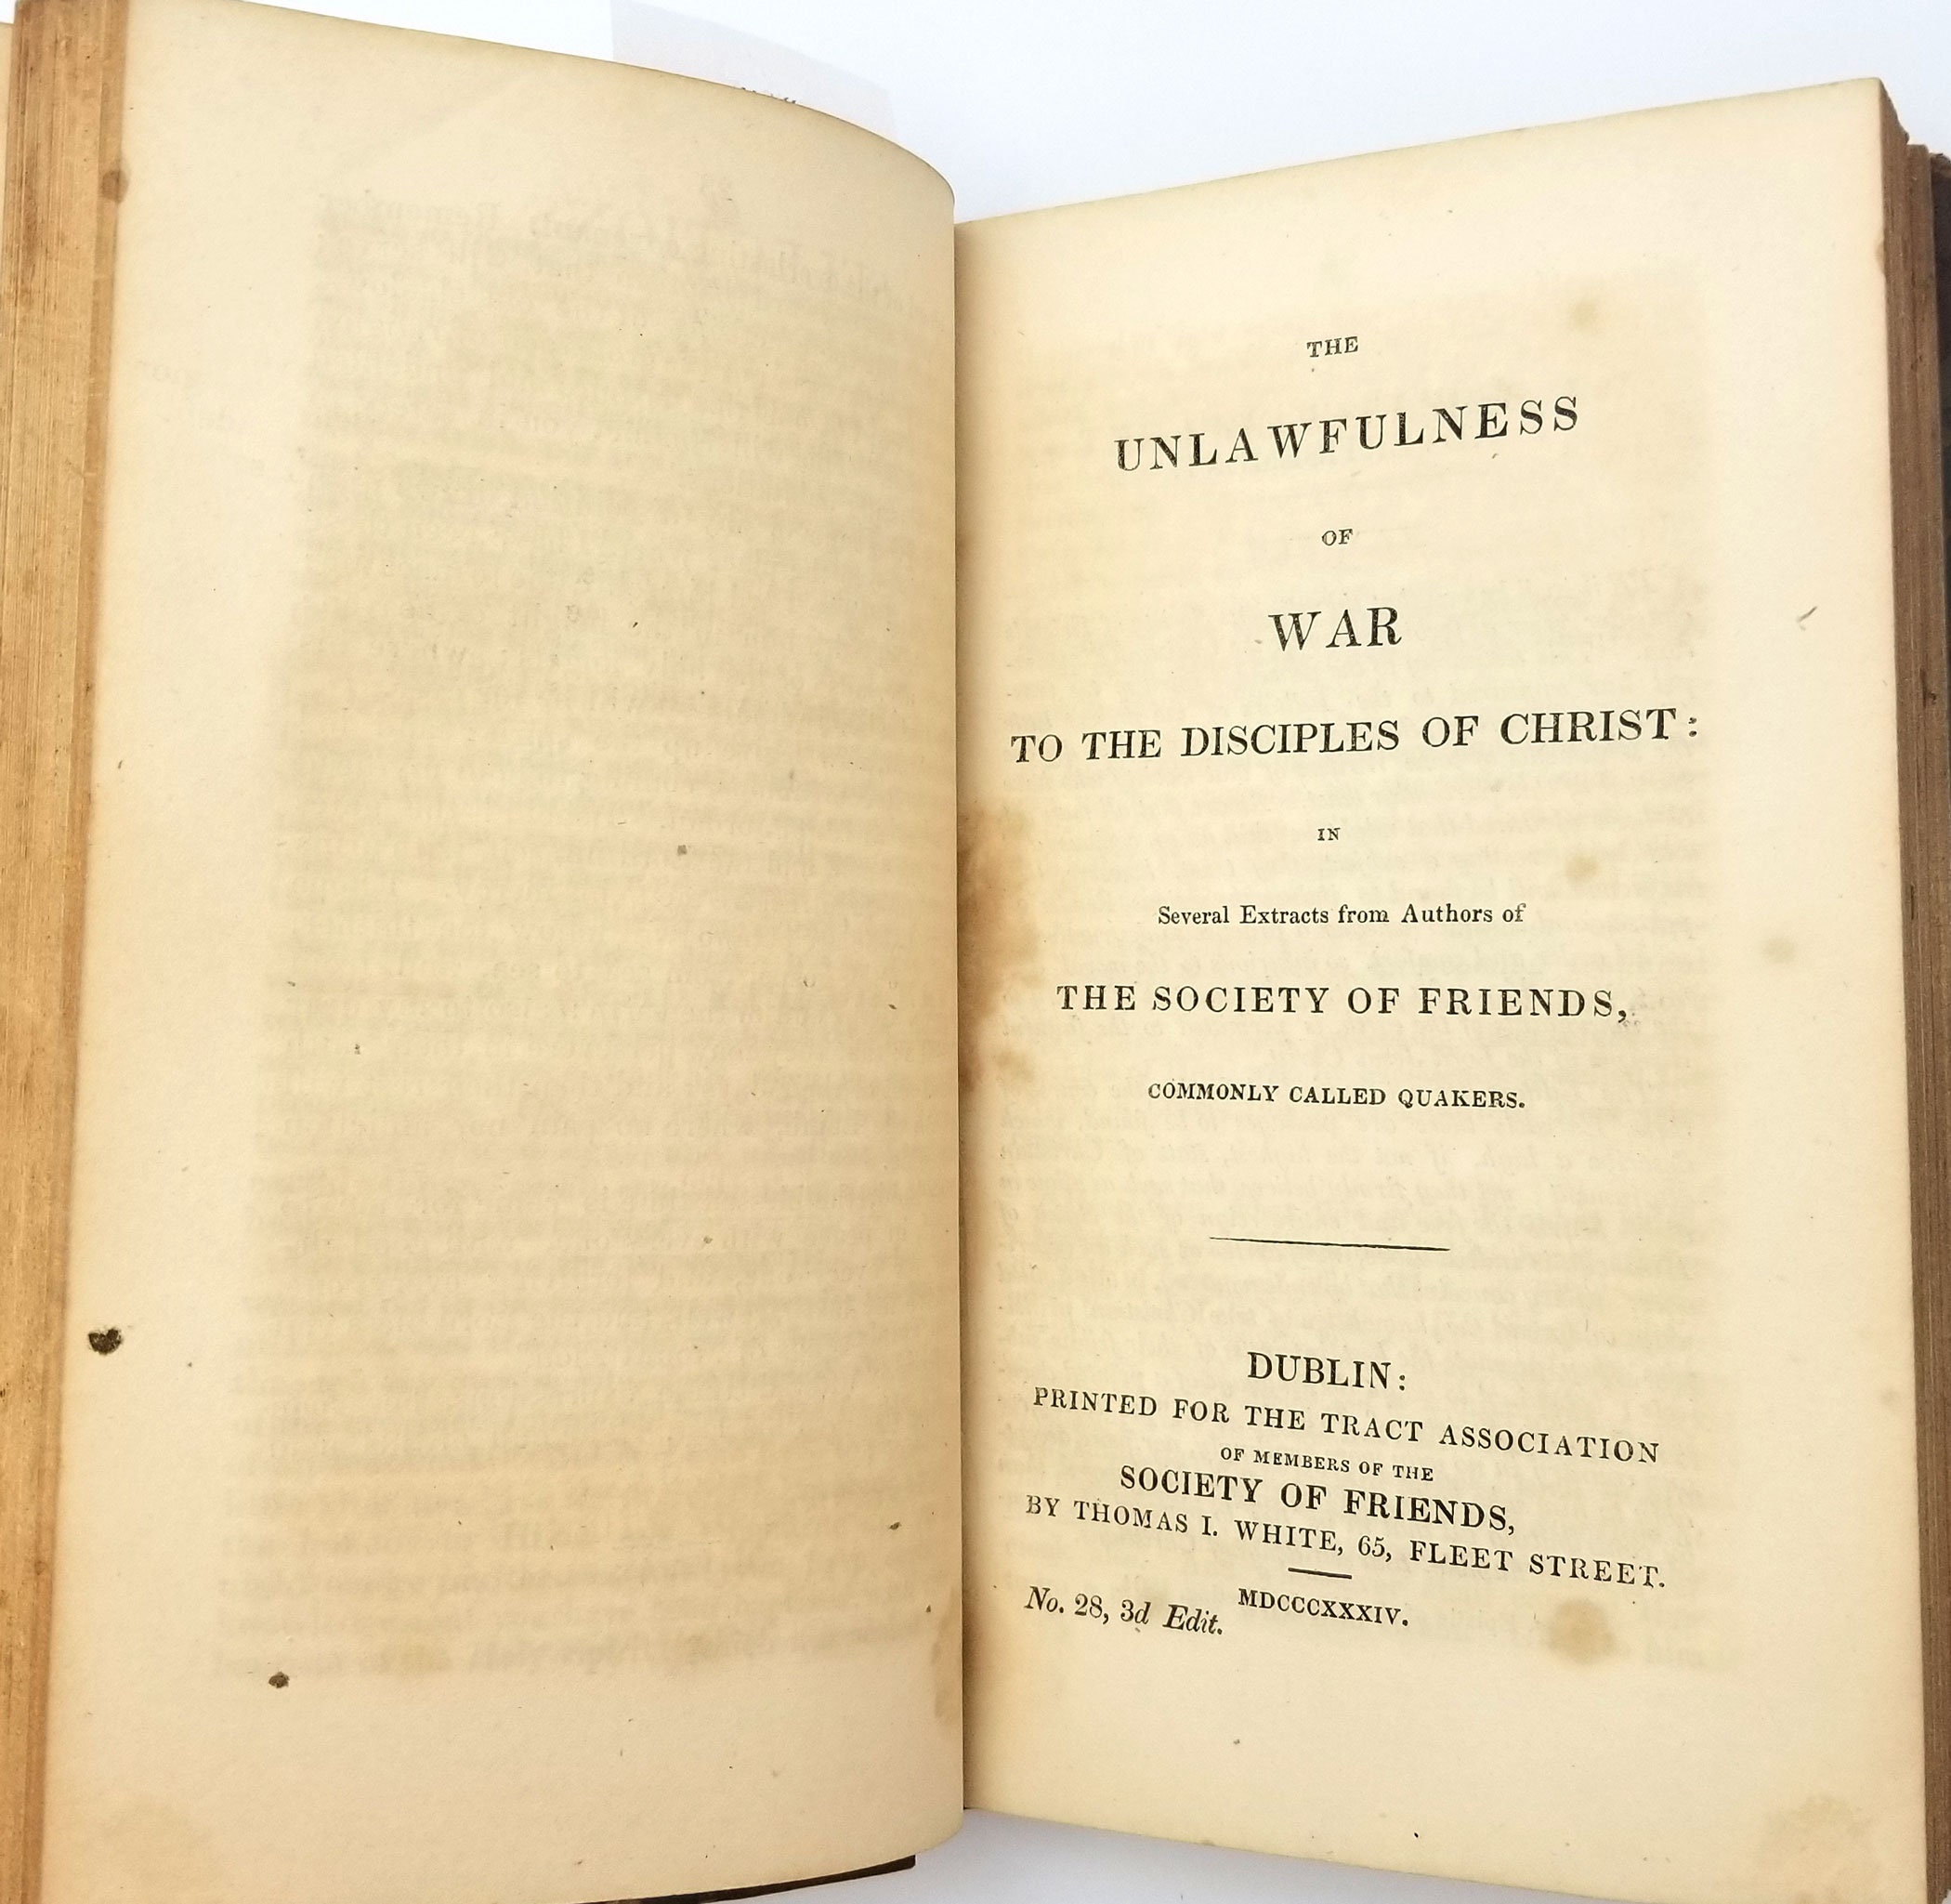 THE
UNLAWFULNESS
OF
WAR
TO THE DISCIPLES OF CHRIST:
IN
Several Extracts from Authors of
THE SOCIETY OF FRIENDS,
COMMONLY CALLED QUAKERS.
DUBLIN:
PRINTED FOR THE TRACT ASSOCIATION
OF MEMBERS OF THE
SOCIETY OF FRIENDS,
BY THOMAS I. WHITE, 65, FLEET STREET.
MDCCCXXXIV.
No. 28, 3d Edit.